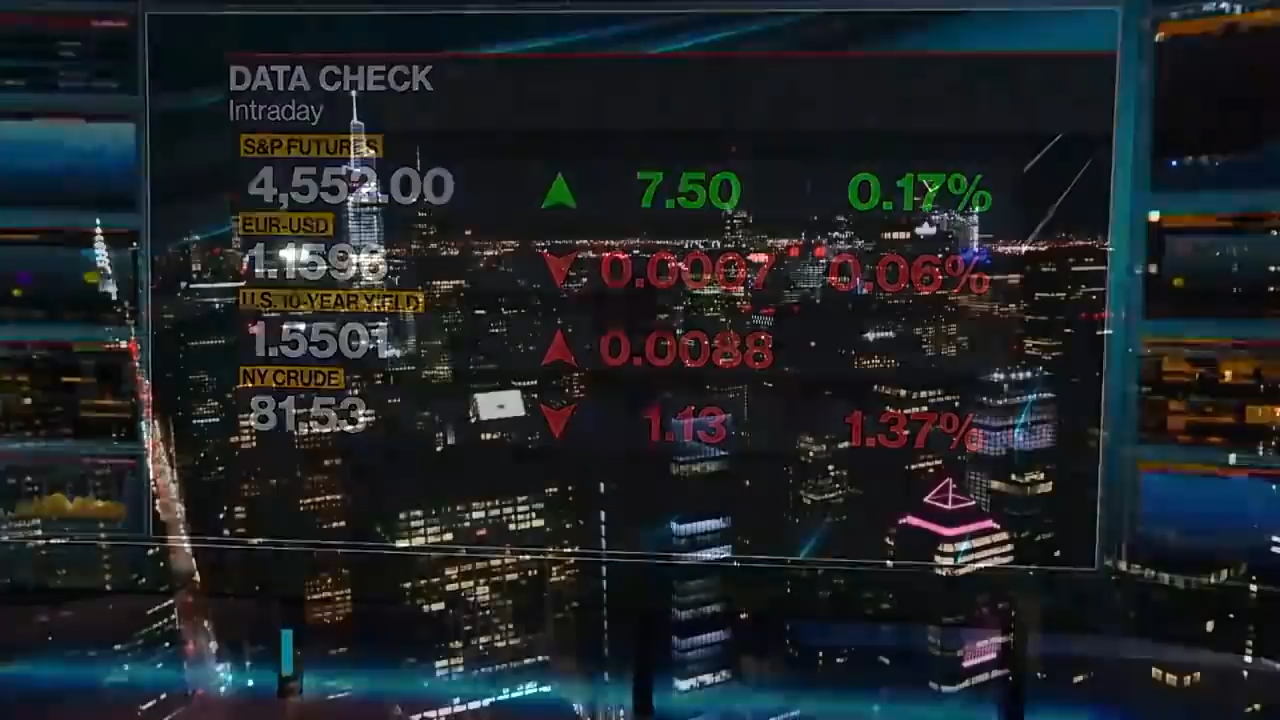 DATA CHECK
Intraday
S&P FUTURES
4,552.00 ▲ 7.50 0.17%
EUR-USD
1.1596 ▼ 0.0007 0.06%
U.S. 10-YEAR YIELD
1.5501 ▲ 0.0088
NY CRUDE
81.53 ▼ 1.13 1.37%